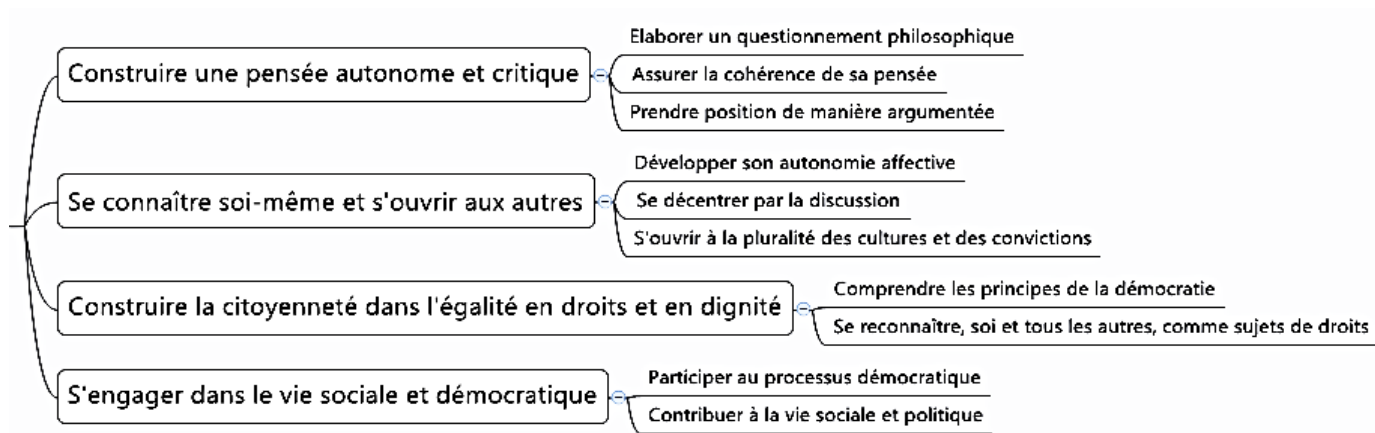 Construire une pensée autonome et critique
Elaborer un questionnement philosophique
Assurer la cohérence de sa pensée
Prendre position de manière argumentée
Se connaître soi-même et s'ouvrir aux autres
Développer son autonomie affective
Se décentrer par la discussion
S'ouvrir à la pluralité des cultures et des convictions
Construire la citoyenneté dans l'égalité en droits et en dignité
Comprendre les principes de la démocratie
Se reconnaître, soi et tous les autres, comme sujets de droits
S'engager dans le vie sociale et démocratique
Participer au processus démocratique
Contribuer à la vie sociale et politique